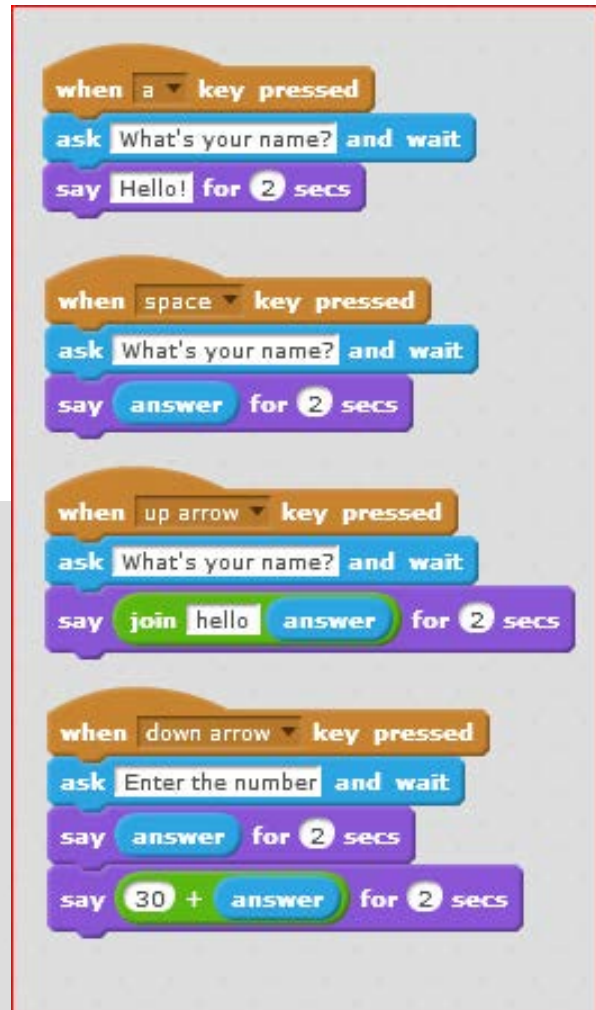 when a key pressed
ask What's your name? and wait
say Hello! for 2 secs
when space key pressed
ask What's your name? and wait
say answer for 2 secs
when up arrow key pressed
ask What's your name? and wait
say join hello answer for 2 secs
when down arrow key pressed
ask Enter the number and wait
say answer for 2 secs
say 30 + answer for 2 secs